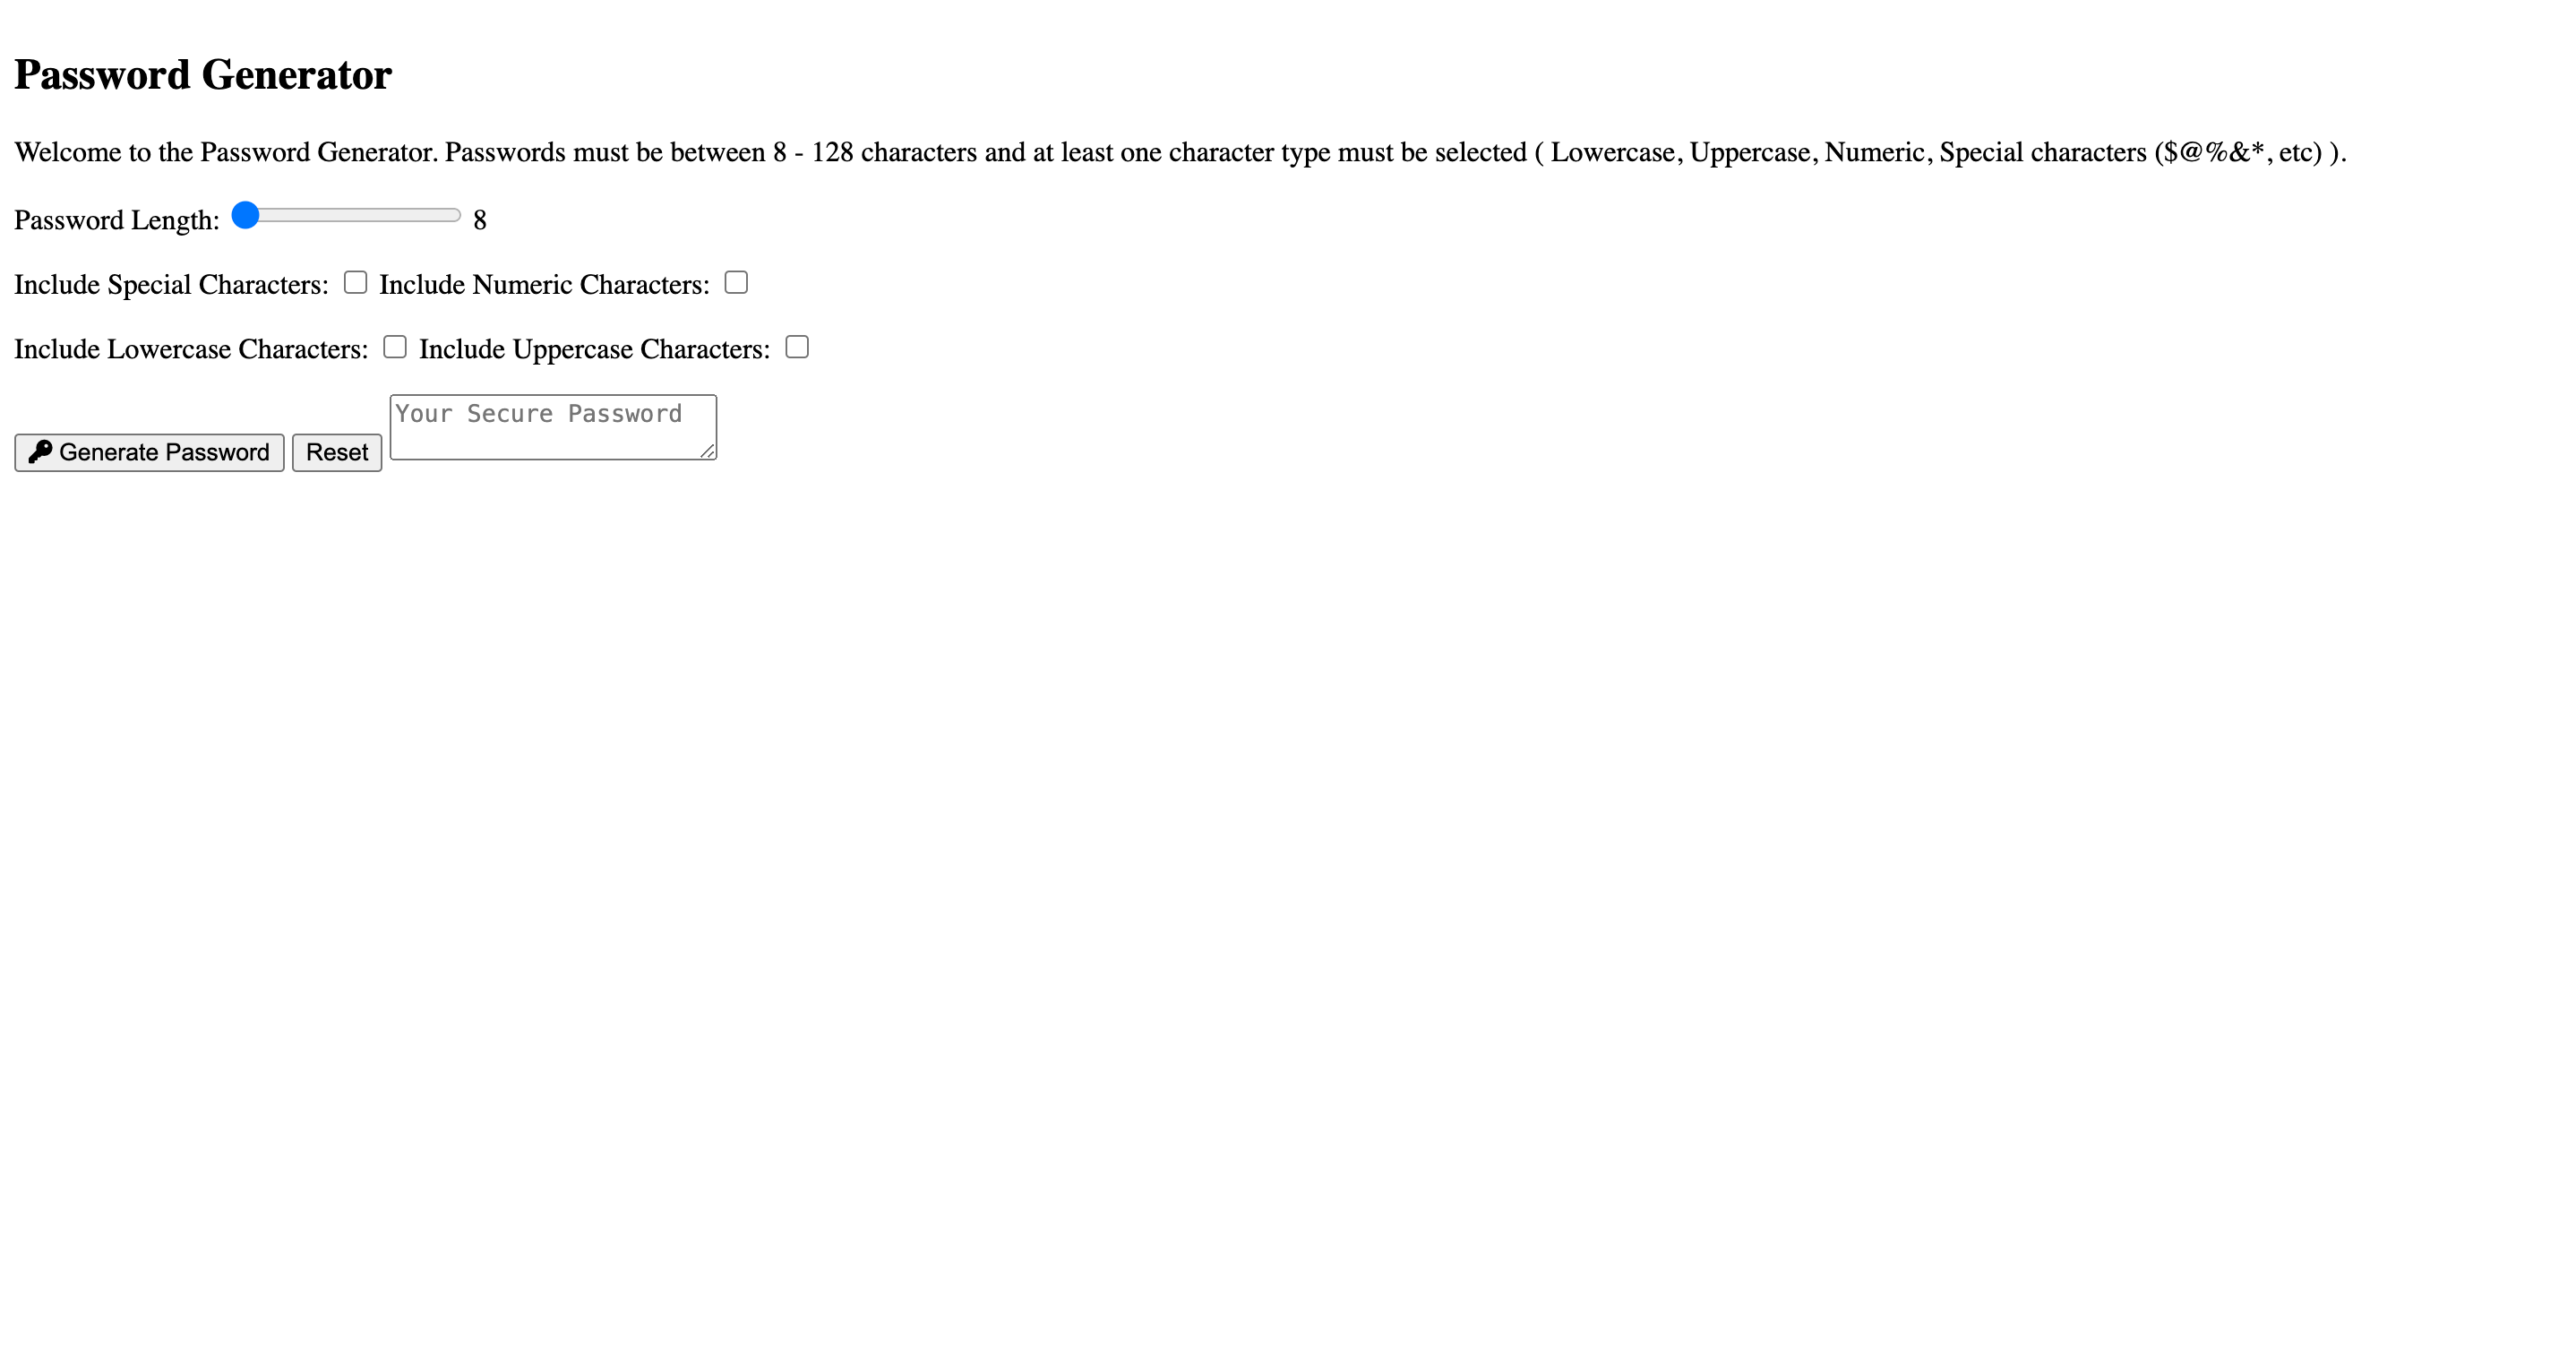 Password Generator
Welcome to the Password Generator. Passwords must be between 8 - 128 characters and at least one character type must be selected ( Lowercase, Uppercase, Numeric, Special characters ($@%&*, etc) ).
Password Length: 8
Include Special Characters: Include Numeric Characters:
Include Lowercase Characters: Include Uppercase Characters:
Generate Password Reset Your Secure Password